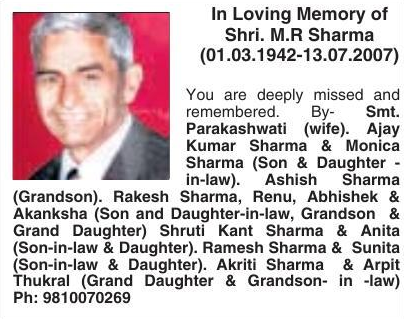 In Loving Memory of
Shri. M.R Sharma
(01.03.1942-13.07.2007)
You are deeply missed and
remembered. By- Smt.
Parakashwati (wife). Ajay
Kumar Sharma & Monica
Sharma (Son & Daughter -
in-law). Ashish Sharma
(Grandson). Rakesh Sharma, Renu, Abhishek &
Akanksha (Son and Daughter-in-law, Grandson &
Grand Daughter) Shruti Kant Sharma & Anita
(Son-in-law & Daughter). Ramesh Sharma & Sunita
(Son-in-law & Daughter). Akriti Sharma & Arpit
Thukral (Grand Daughter & Grandson- in -law)
Ph: 9810070269